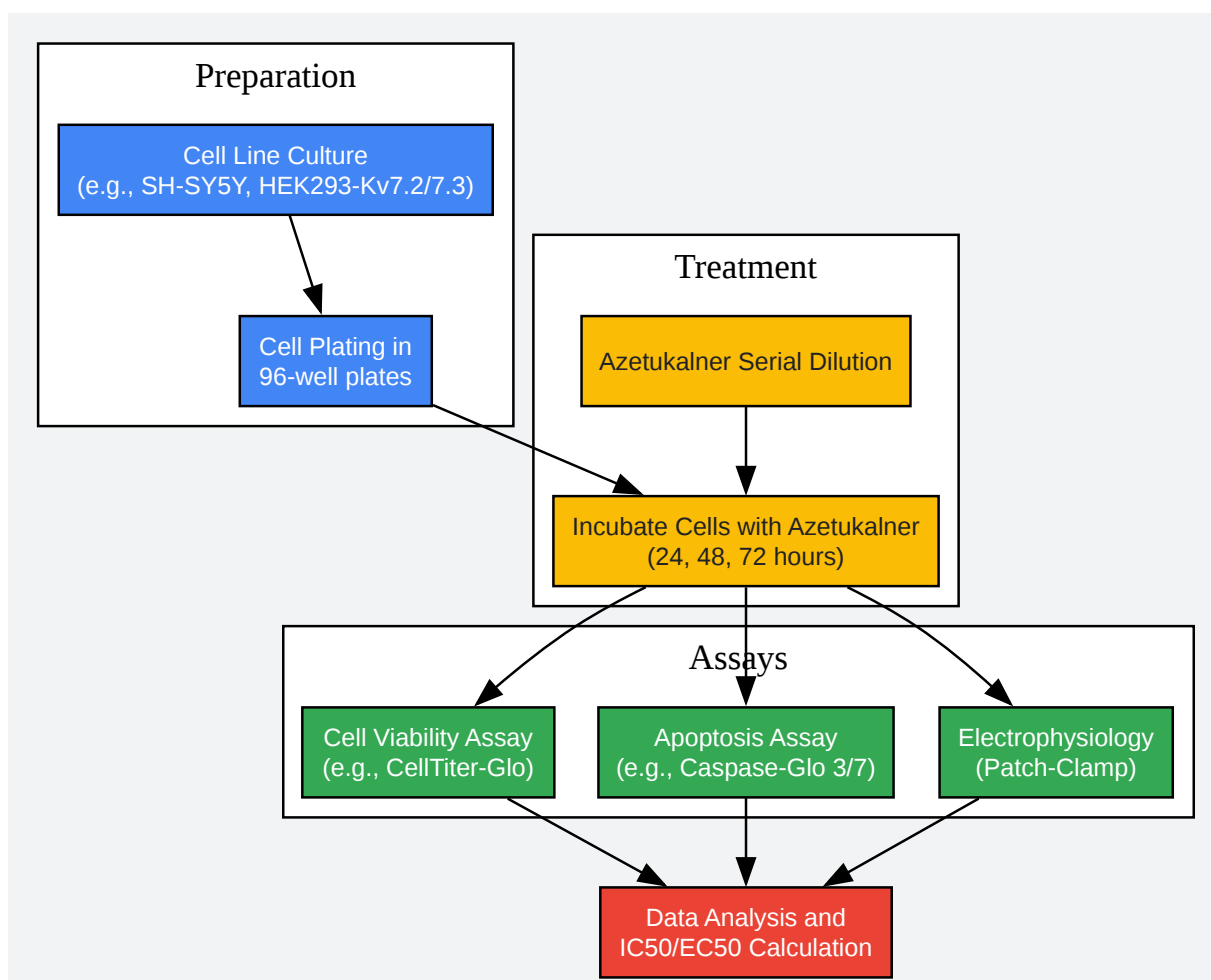 Preparation
Cell Line Culture
(e.g., SH-SY5Y, HEK293-Kv7.2/7.3)
Cell Plating in
96-well plates
Treatment
Azetukalner Serial Dilution
Incubate Cells with Azetukalner
(24, 48, 72 hours)
Assays
Cell Viability Assay
(e.g., CellTiter-Glo)
Apoptosis Assay
(e.g., Caspase-Glo 3/7)
Electrophysiology
(Patch-Clamp)
Data Analysis and
IC50/EC50 Calculation